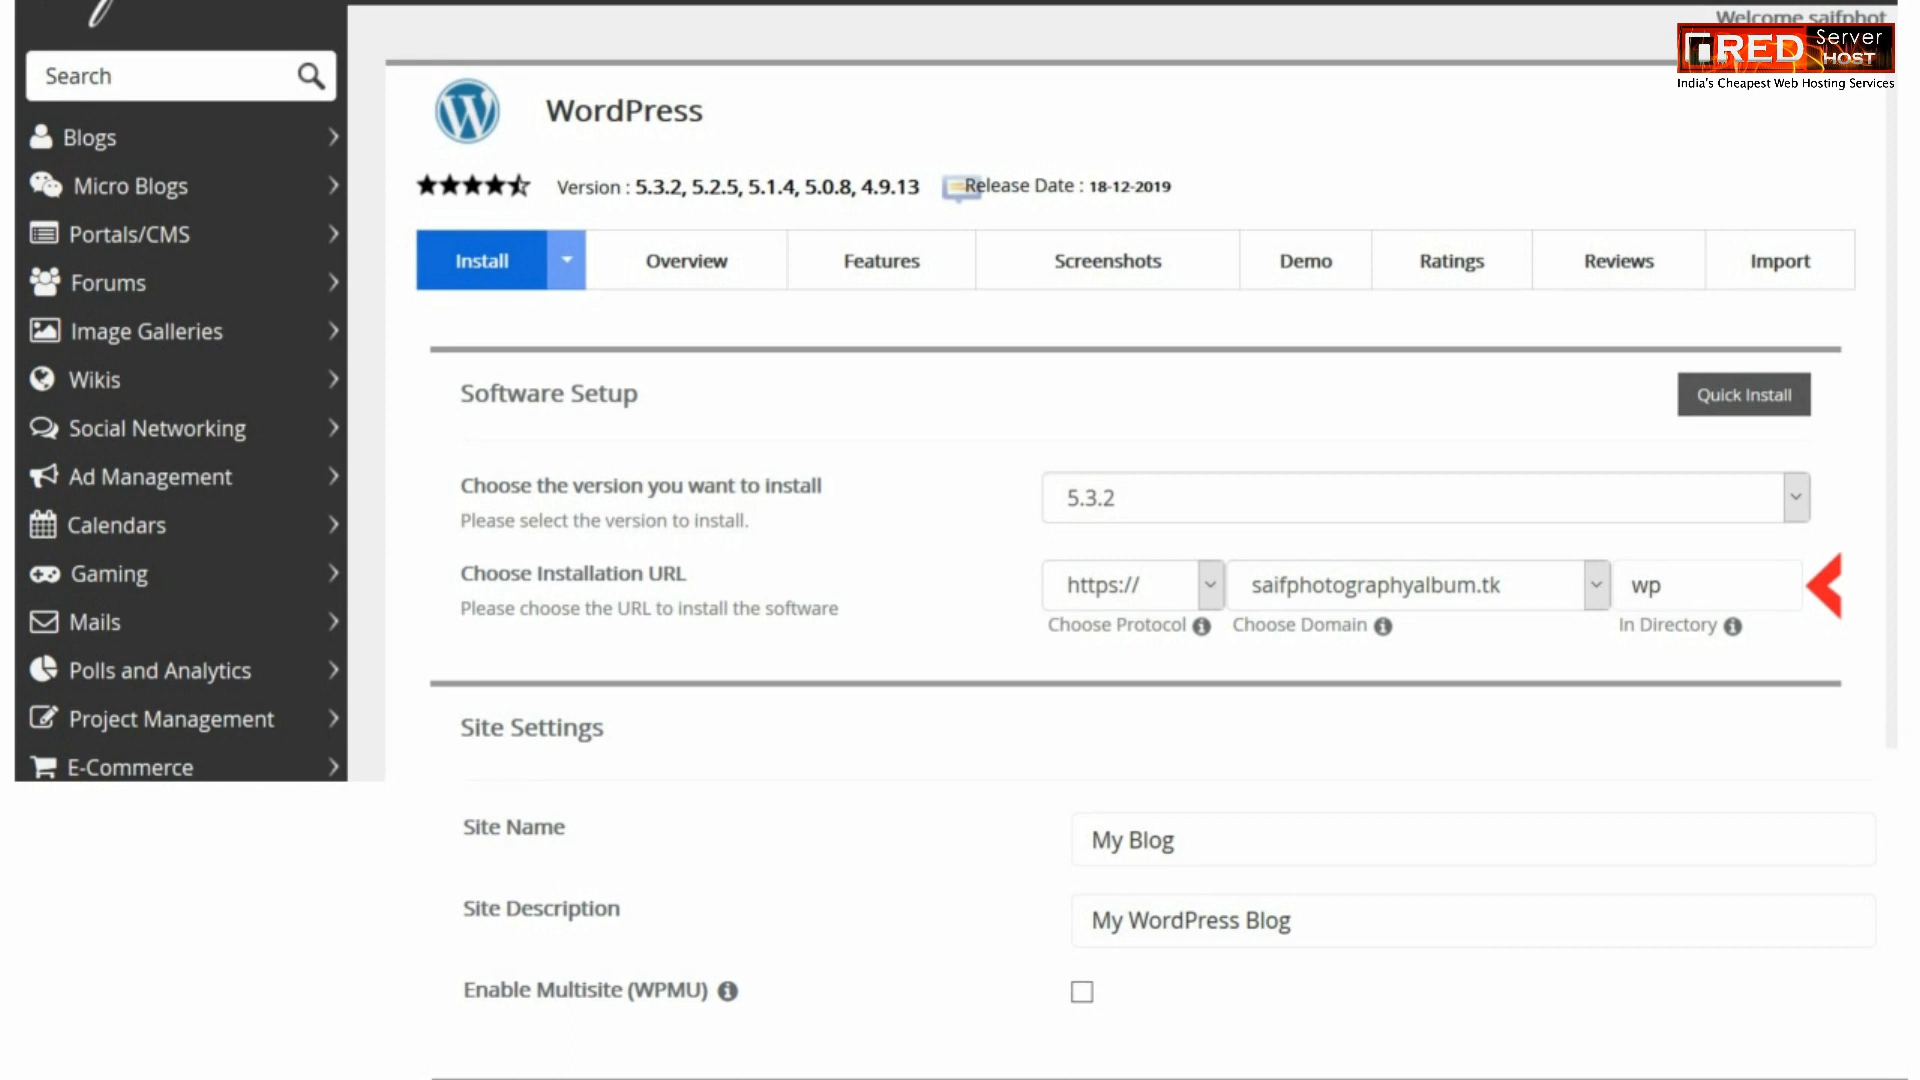 Welcome saifphot
RED Server HOST
India's Cheapest Web Hosting Services
Search
Blogs
Micro Blogs
Portals/CMS
Forums
Image Galleries
Wikis
Social Networking
Ad Management
Calendars
Gaming
Mails
Polls and Analytics
Project Management
E-Commerce
WordPress
Version : 5.3.2, 5.2.5, 5.1.4, 5.0.8, 4.9.13 Release Date : 18-12-2019
Install Overview Features Screenshots Demo Ratings Reviews Import
Software Setup Quick Install
Choose the version you want to install
Please select the version to install.
5.3.2
Choose Installation URL
Please choose the URL to install the software
https:// saifphotographyalbum.tk wp
Choose Protocol Choose Domain In Directory
Site Settings
Site Name My Blog
Site Description My WordPress Blog
Enable Multisite (WPMU)